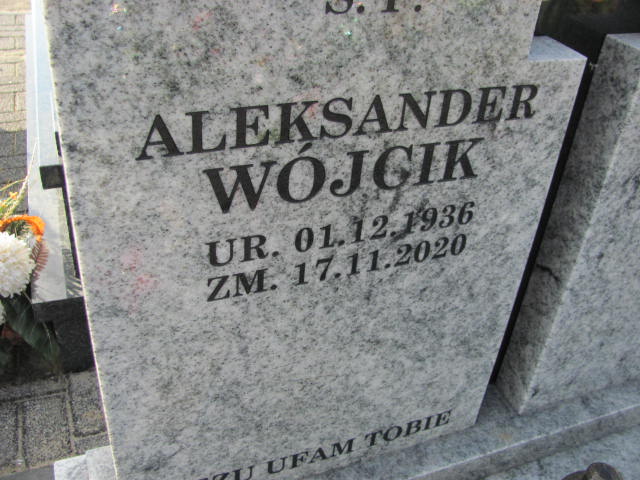 Ś. P.
ALEKSANDER
WÓJCIK
UR. 01.12.1936
ZM. 17.11.2020
UFAM TOBIE